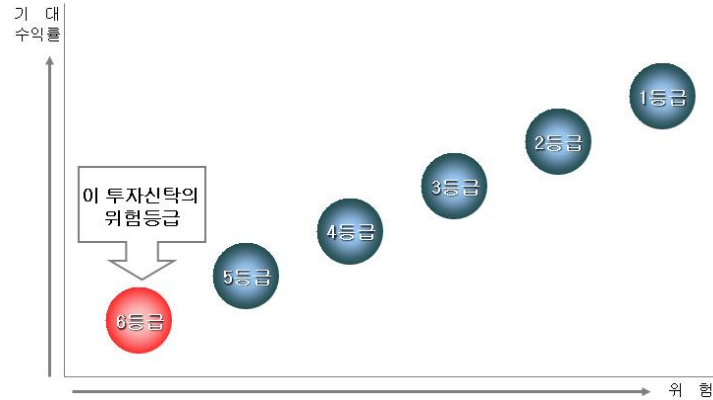 기 대
수익률
1등급
2등급
3등급
이 투자신탁의
위험등급
4등급
5등급
6등급
위 험